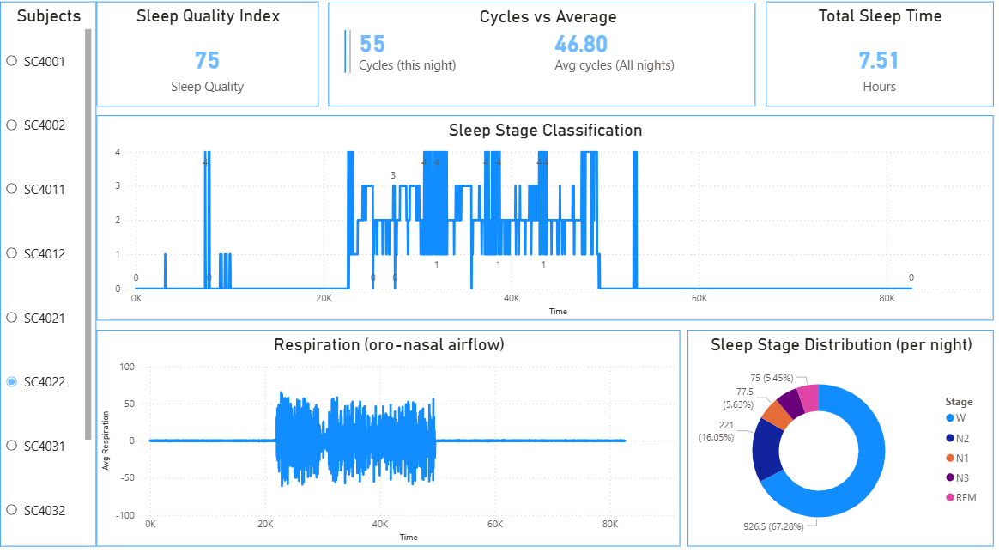 Subjects
SC4001
SC4002
SC4011
SC4012
SC4021
SC4022
SC4031
SC4032
Sleep Quality Index
75
Sleep Quality
Cycles vs Average
55
Cycles (this night)
46.80
Avg cycles (All nights)
Total Sleep Time
7.51
Hours
Sleep Stage Classification
4
3
2
1
0
0 4 0 0 3 0 4 4 1 4 4 1 4 4 1 0
0K 20K 40K 60K 80K
Time
Respiration (oro-nasal airflow)
Avg Respiration
100
50
0
-50
-100
0K 20K 40K 60K 80K
Time
Sleep Stage Distribution (per night)
75 (5.45%)
77.5
(5.63%)
221
(16.05%)
926.5 (67.28%)
Stage
W
N2
N1
N3
REM